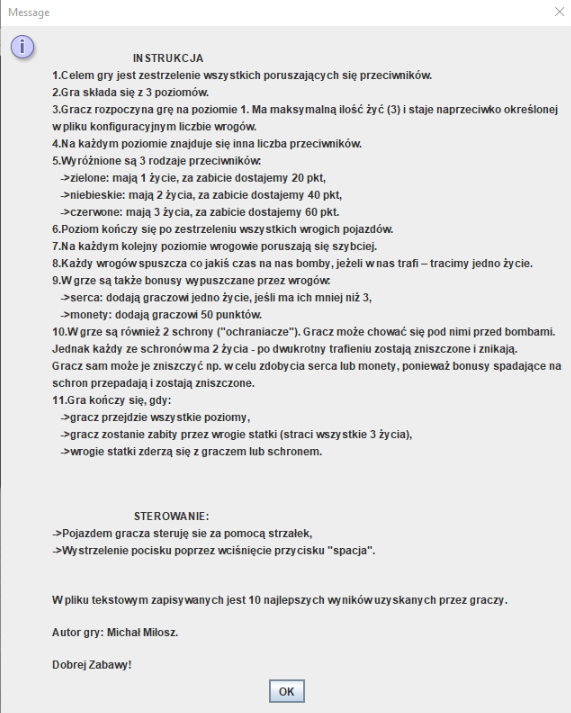 Message
INSTRUKCJA
1.Celem gry jest zestrzelenie wszystkich poruszających się przeciwników.
2.Gra składa się z 3 poziomów.
3.Gracz rozpoczyna grę na poziomie 1. Ma maksymalną ilość żyć (3) i staje naprzeciwko określonej
w pliku konfiguracyjnym liczbie wrogów.
4.Na każdym poziomie znajduje się inna liczba przeciwników.
5.Wyróżnione są 3 rodzaje przeciwników:
->zielone: mają 1 życie, za zabicie dostajemy 20 pkt,
->niebieskie: mają 2 życia, za zabicie dostajemy 40 pkt,
->czerwone: mają 3 życia, za zabicie dostajemy 60 pkt.
6.Poziom kończy się po zestrzeleniu wszystkich wrogich pojazdów.
7.Na każdym kolejny poziomie wrogowie poruszają się szybciej.
8.Każdy wrogów spuszcza co jakiś czas na nas bomby, jeżeli w nas trafi – tracimy jedno życie.
9.W grze są także bonusy wypuszczane przez wrogów:
->serca: dodają graczowi jedno życie, jeśli ma ich mniej niż 3,
->monety: dodają graczowi 50 punktów.
10.W grze są również 2 schrony ("ochraniacze"). Gracz może chować się pod nimi przed bombami.
Jednak każdy ze schronów ma 2 życia - po dwukrotny trafieniu zostają zniszczone i znikają.
Gracz sam może je zniszczyć np. w celu zdobycia serca lub monety, ponieważ bonusy spadające na
schron przepadają i zostają zniszczone.
11.Gra kończy się, gdy:
->gracz przejdzie wszystkie poziomy,
->gracz zostanie zabity przez wrogie statki (straci wszystkie 3 życia),
->wrogie statki zderzą się z graczem lub schronem.
STEROWANIE:
->Pojazdem gracza steruję sie za pomocą strzałek,
->Wystrzelenie pocisku poprzez wciśnięcie przycisku "spacja".
W pliku tekstowym zapisywanych jest 10 najlepszych wyników uzyskanych przez graczy.
Autor gry: Michał Miłosz.
Dobrej Zabawy!
OK